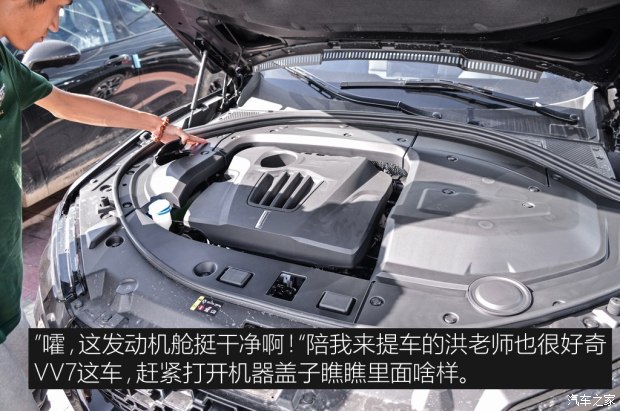 ”嚯，这发动机舱挺干净啊！“陪我来提车的洪老师也很好奇
VV7这车，赶紧打开机器盖子瞧瞧里面啥样。
汽车之家